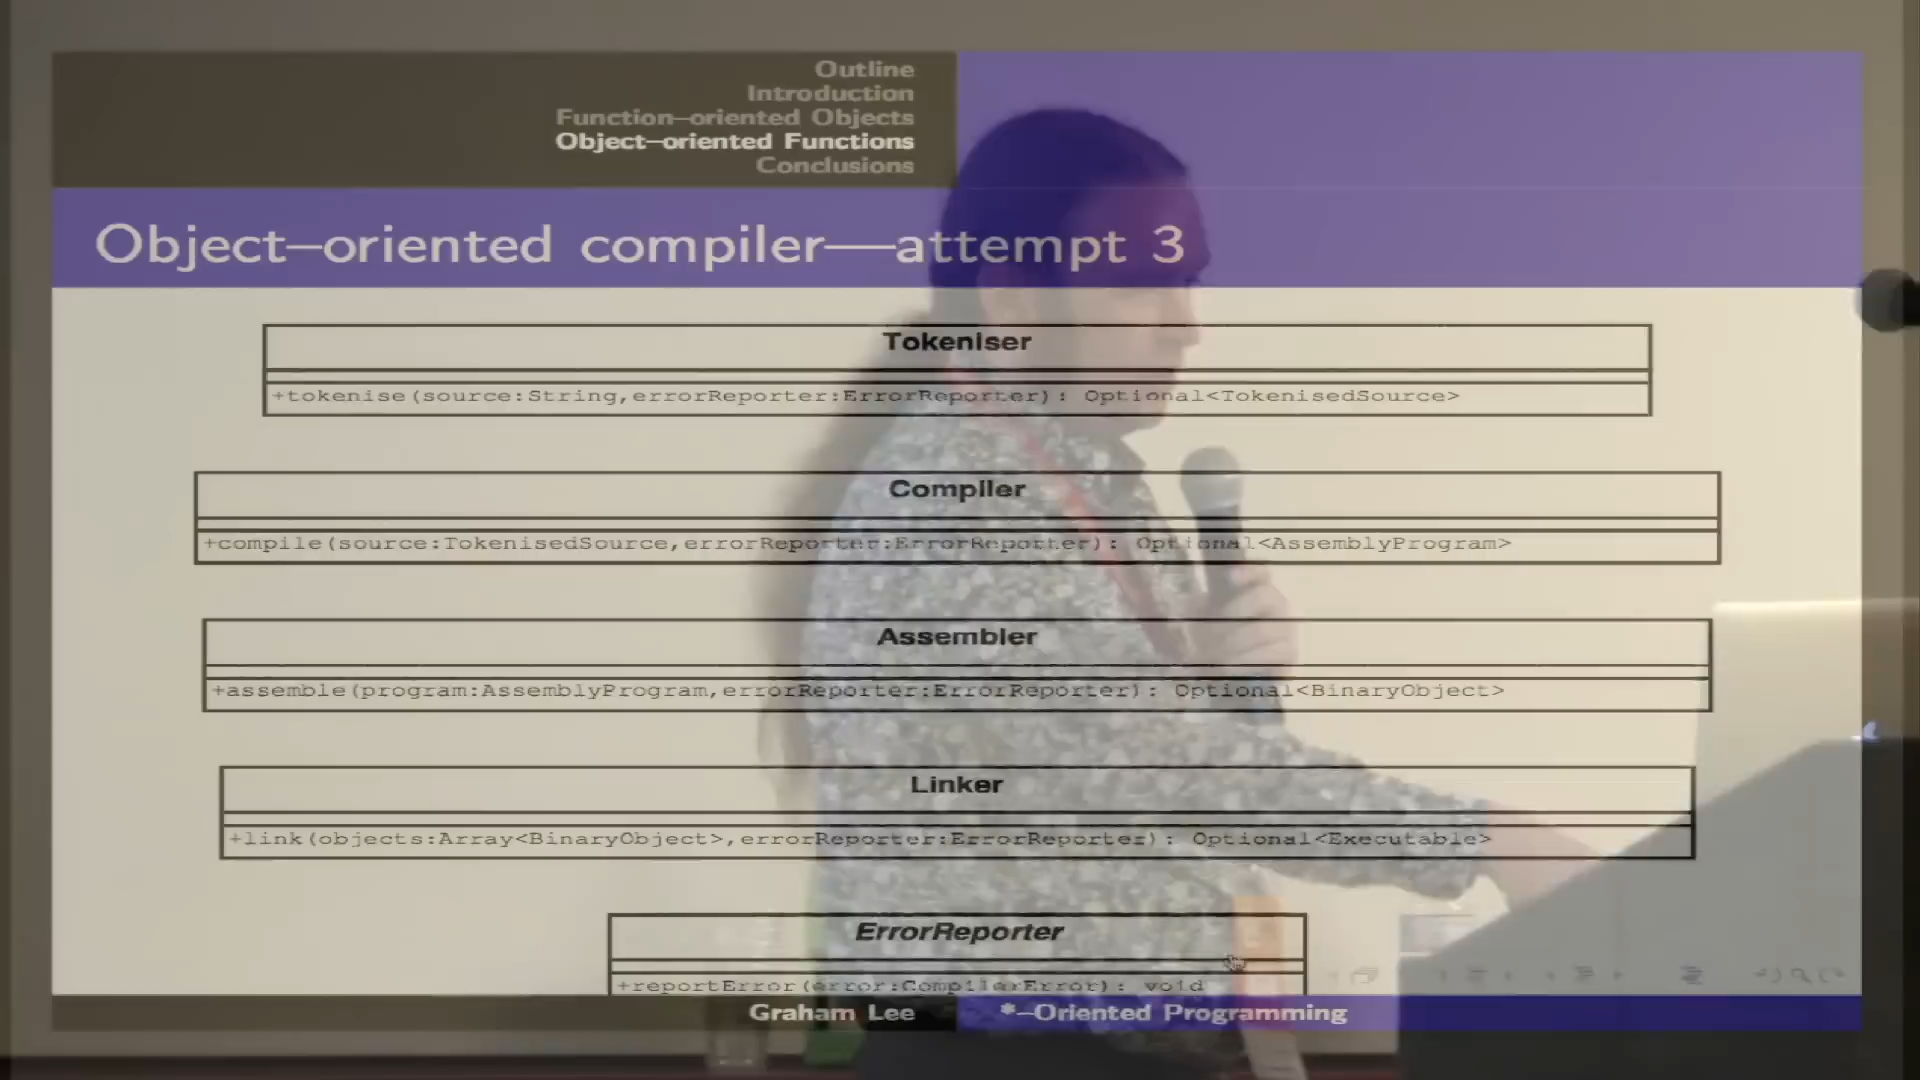 Outline
Introduction
Function–oriented Objects
Object–oriented Functions
Conclusions
Object–oriented compiler—attempt 3
Tokeniser
+tokenise(source:String,errorReporter:ErrorReporter): Optional<TokenisedSource>
Compiler
+compile(source:TokenisedSource,errorReporter:ErrorReporter): Optional<AssemblyProgram>
Assembler
+assemble(program:AssemblyProgram,errorReporter:ErrorReporter): Optional<BinaryObject>
Linker
+link(objects:Array<BinaryObject>,errorReporter:ErrorReporter): Optional<Executable>
ErrorReporter
+reportError(error:CompilerError): void
Graham Lee
*–Oriented Programming